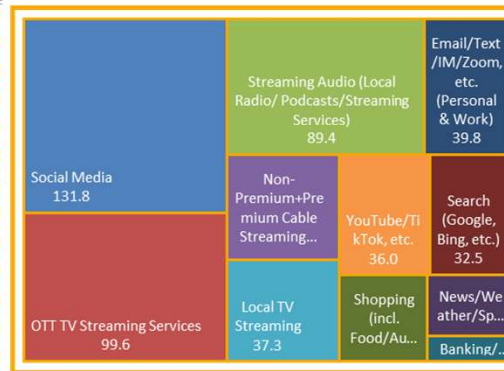 Social Media
131.8
OTT TV Streaming Services
99.6
Streaming Audio (Local
Radio/ Podcasts/Streaming
Services)
89.4
Non-
Premium+Pre
mium Cable
Streaming...
Local TV
Streaming
37.3
YouTube/Ti
kTok, etc.
36.0
Shopping
(incl.
Food/Au...
Email/Text
/IM/Zoom,
etc.
(Personal
& Work)
39.8
Search
(Google,
Bing, etc.)
32.5
News/We
ather/Sp...
Banking/...